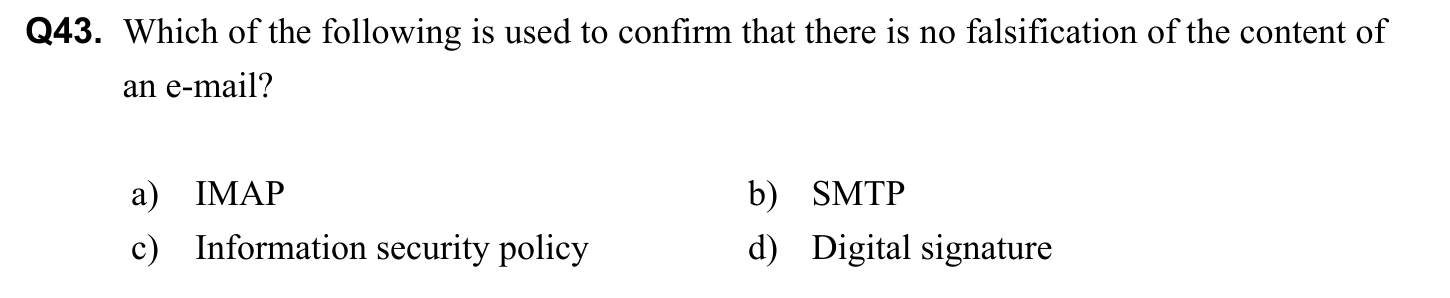 Q43. Which of the following is used to confirm that there is no falsification of the content of
an e-mail?
a) IMAP b) SMTP
c) Information security policy d) Digital signature